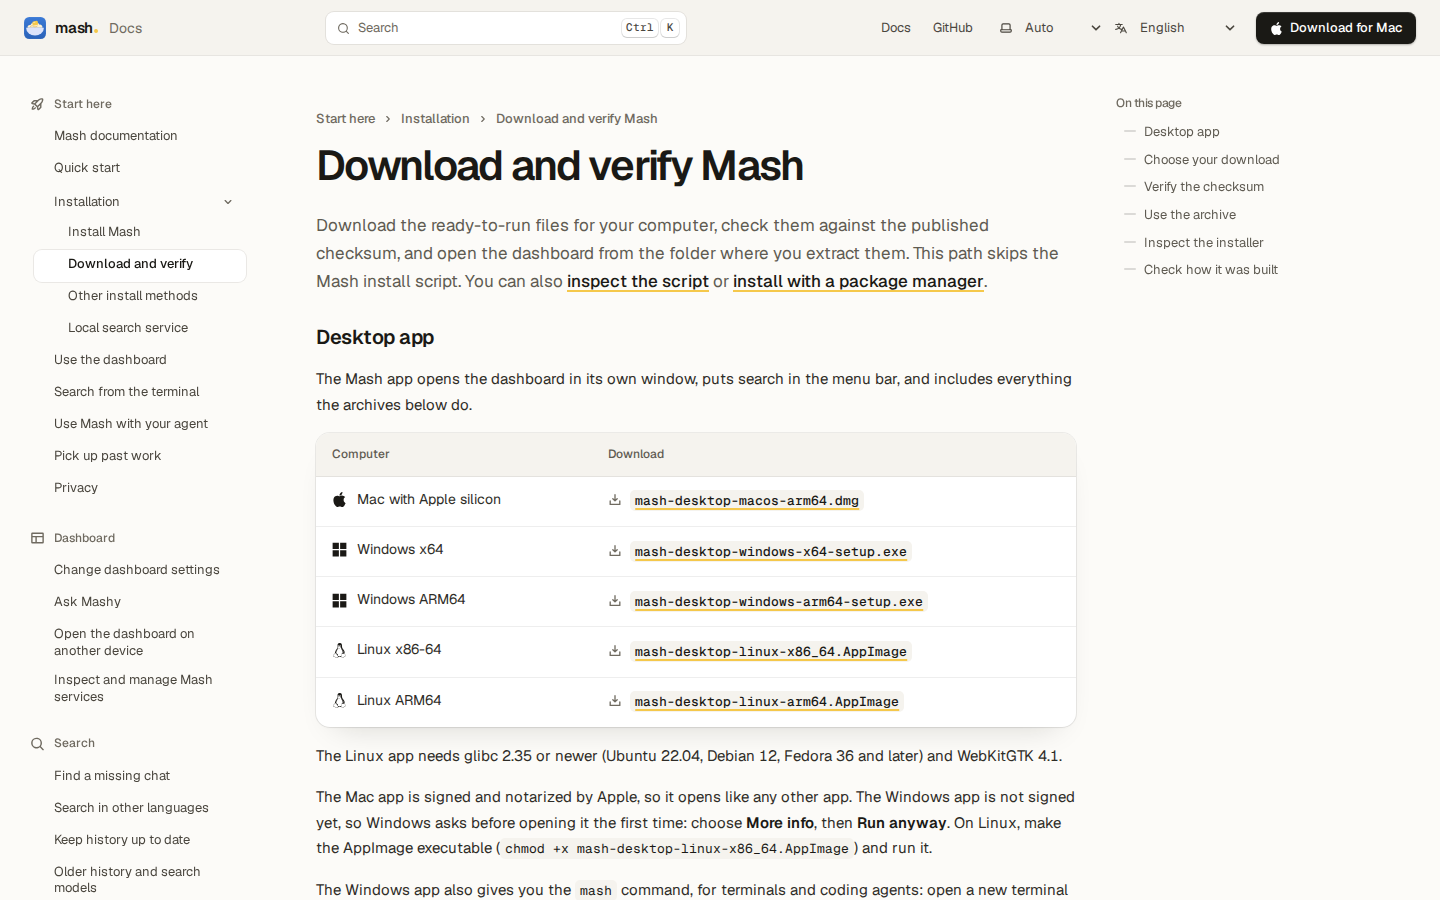 mash. Docs
Search
Ctrl K
Docs
GitHub
Auto
English
Download for Mac
Start here
Mash documentation
Quick start
Installation
Install Mash
Download and verify
Other install methods
Local search service
Use the dashboard
Search from the terminal
Use Mash with your agent
Pick up past work
Privacy
Dashboard
Change dashboard settings
Ask Mashy
Open the dashboard on
another device
Inspect and manage Mash
services
Search
Find a missing chat
Search in other languages
Keep history up to date
Older history and search
models
Start here > Installation > Download and verify Mash
Download and verify Mash
Download the ready-to-run files for your computer, check them against the published
checksum, and open the dashboard from the folder where you extract them. This path skips the
Mash install script. You can also inspect the script or install with a package manager.
Desktop app
The Mash app opens the dashboard in its own window, puts search in the menu bar, and includes everything
the archives below do.
Computer Download
Mac with Apple silicon mash-desktop-macos-arm64.dmg
Windows x64 mash-desktop-windows-x64-setup.exe
Windows ARM64 mash-desktop-windows-arm64-setup.exe
Linux x86-64 mash-desktop-linux-x86_64.AppImage
Linux ARM64 mash-desktop-linux-arm64.AppImage
The Linux app needs glibc 2.35 or newer (Ubuntu 22.04, Debian 12, Fedora 36 and later) and WebKitGTK 4.1.
The Mac app is signed and notarized by Apple, so it opens like any other app. The Windows app is not signed
yet, so Windows asks before opening it the first time: choose More info, then Run anyway. On Linux, make
the AppImage executable ( chmod +x mash-desktop-linux-x86_64.AppImage ) and run it.
The Windows app also gives you the mash command, for terminals and coding agents: open a new terminal
On this page
Desktop app
Choose your download
Verify the checksum
Use the archive
Inspect the installer
Check how it was built